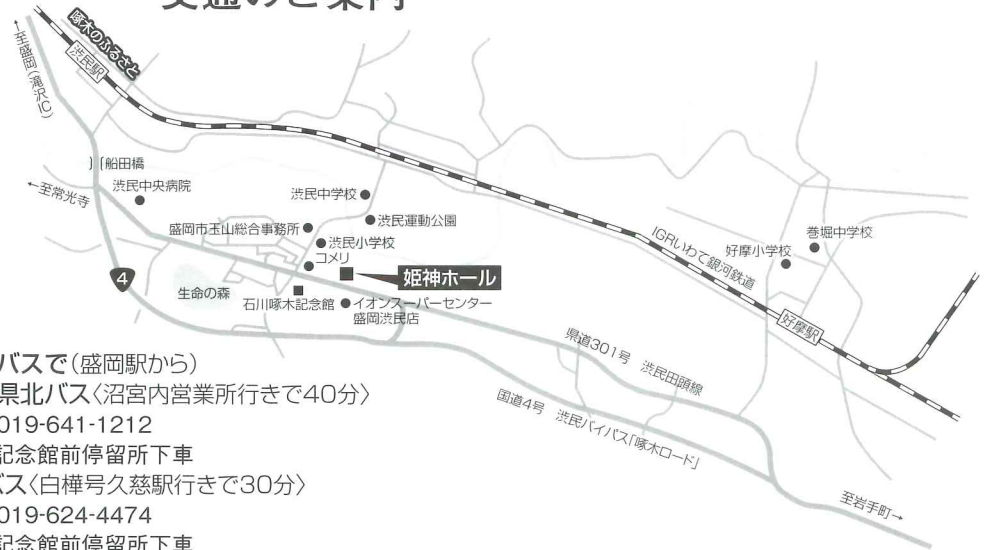 交通のご案内
←至盛岡(滝沢IC)
啄木のふるさと
渋民駅
船田橋
渋民中央病院
←至常光寺
渋民中学校
渋民運動公園
盛岡市玉山総合事務所
渋民小学校
コメリ
姫神ホール
4
生命の森
石川啄木記念館
イオンスーパーセンター
盛岡渋民店
IGRいわて銀河鉄道
巻堀中学校
好摩小学校
好摩駅
県道301号 渋民田頭線
国道4号 渋民バイパス「啄木ロード」
至岩手町→
バスで(盛岡駅から)
県北バス〈沼宮内営業所行きで40分〉
019-641-1212
記念館前停留所下車
バス〈白樺号久慈駅行きで30分〉
019-624-4474
記念館前停留所下車